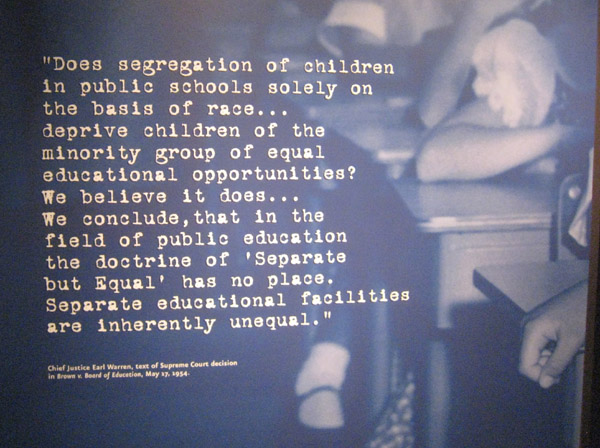 "Does segregation of children
in public schools solely on
the basis of race...
deprive children of the
minority group of equal
educational opportunities?
We believe it does...
We conclude,that in the
field of public education
the doctrine of 'Separate
but Equal' has no place.
Separate educational facilities
are inherently unequal."
Chief Justice Earl Warren, text of Supreme Court decision
in Brown v. Board of Education, May 17, 1954.